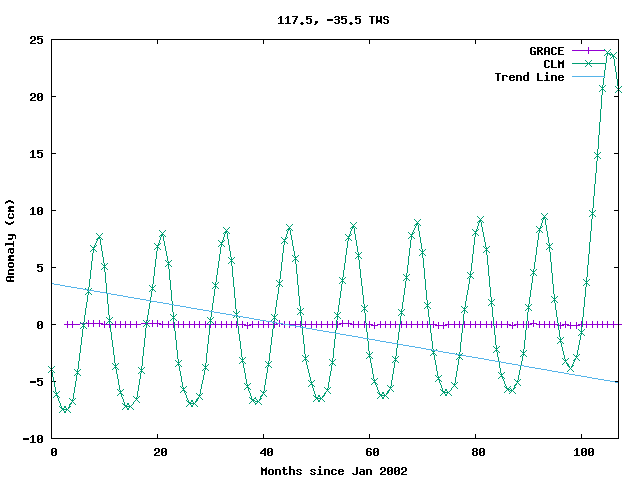 117.5, -35.5 TWS
25
20
15
10
5
0
-5
-10
0 20 40 60 80 100
Anomaly (cm)
Months since Jan 2002
GRACE
CLM
Trend Line